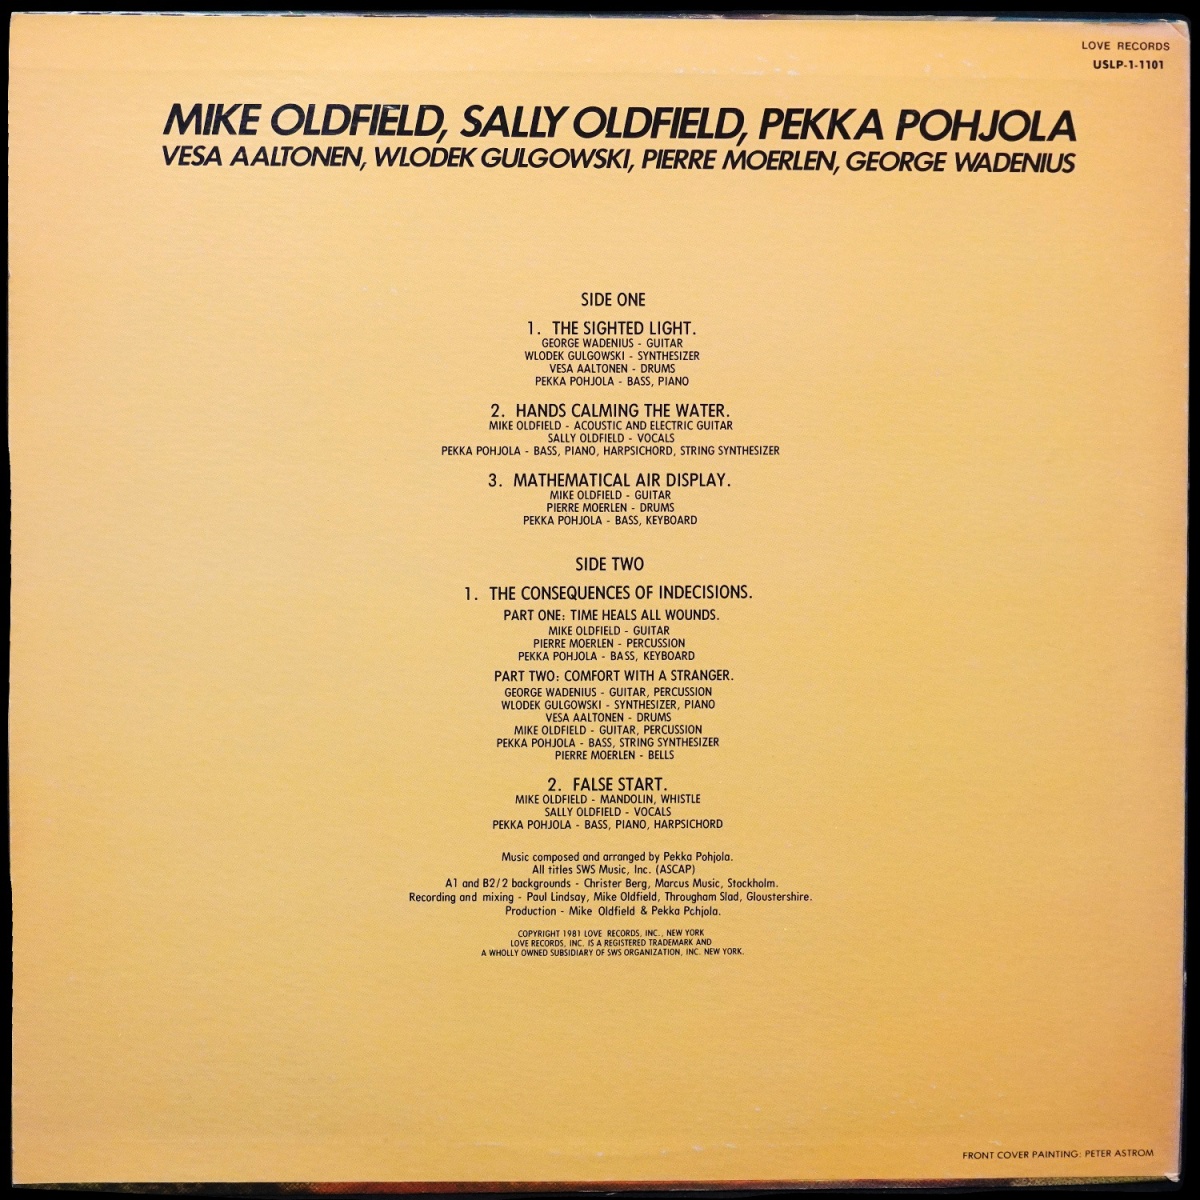 LOVE RECORDS
USLP-1-1101
MIKE OLDFIELD, SALLY OLDFIELD, PEKKA POHJOLA
VESA AALTONEN, WLODEK GULGOWSKI, PIERRE MOERLEN, GEORGE WADENIUS
SIDE ONE
1. THE SIGHTED LIGHT.
GEORGE WADENIUS - GUITAR
WLODEK GULGOWSKI - SYNTHESIZER
VESA AALTONEN - DRUMS
PEKKA POHJOLA - BASS, PIANO
2. HANDS CALMING THE WATER.
MIKE OLDFIELD - ACOUSTIC AND ELECTRIC GUITAR
SALLY OLDFIELD - VOCALS
PEKKA POHJOLA - BASS, PIANO, HARPSICHORD, STRING SYNTHESIZER
3. MATHEMATICAL AIR DISPLAY.
MIKE OLDFIELD - GUITAR
PIERRE MOERLEN - DRUMS
PEKKA POHJOLA - BASS, KEYBOARD
SIDE TWO
1. THE CONSEQUENCES OF INDECISIONS.
PART ONE: TIME HEALS ALL WOUNDS.
MIKE OLDFIELD - GUITAR
PIERRE MOERLEN - PERCUSSION
PEKKA POHJOLA - BASS, KEYBOARD
PART TWO: COMFORT WITH A STRANGER.
GEORGE WADENIUS - GUITAR, PERCUSSION
WLODEK GULGOWSKI - SYNTHESIZER, PIANO
VESA AALTONEN - DRUMS
MIKE OLDFIELD - GUITAR, PERCUSSION
PEKKA POHJOLA - BASS, STRING SYNTHESIZER
PIERRE MOERLEN - BELLS
2. FALSE START.
MIKE OLDFIELD - MANDOLIN, WHISTLE
SALLY OLDFIELD - VOCALS
PEKKA POHJOLA - BASS, PIANO, HARPSICHORD
Music composed and arranged by Pekka Pohjola.
All titles SWS Music, Inc. (ASCAP)
A1 and B2/2 backgrounds - Christer Berg, Marcus Music, Stockholm.
Recording and mixing - Paul Lindsay, Mike Oldfield, Througham Slad, Gloustershire.
Production - Mike Oldfield & Pekka Pohjola.
COPYRIGHT 1981 LOVE RECORDS, INC., NEW YORK
LOVE RECORDS, INC. IS A REGISTERED TRADEMARK AND
A WHOLLY OWNED SUBSIDIARY OF SWS ORGANIZATION, INC. NEW YORK.
FRONT COVER PAINTING: PETER ASTROM